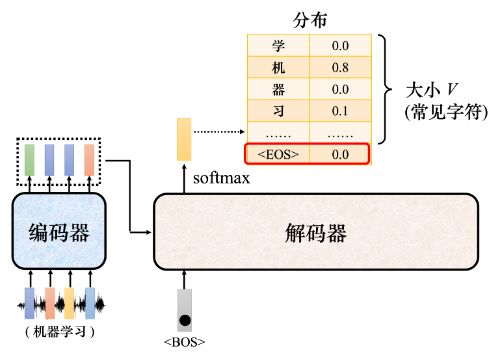 分布
学 0.0
机 0.8
器 0.0
习 0.1
…… ……
<EOS> 0.0
大小 V
(常见字符)
softmax
编码器
解码器
(机器学习)
<BOS>